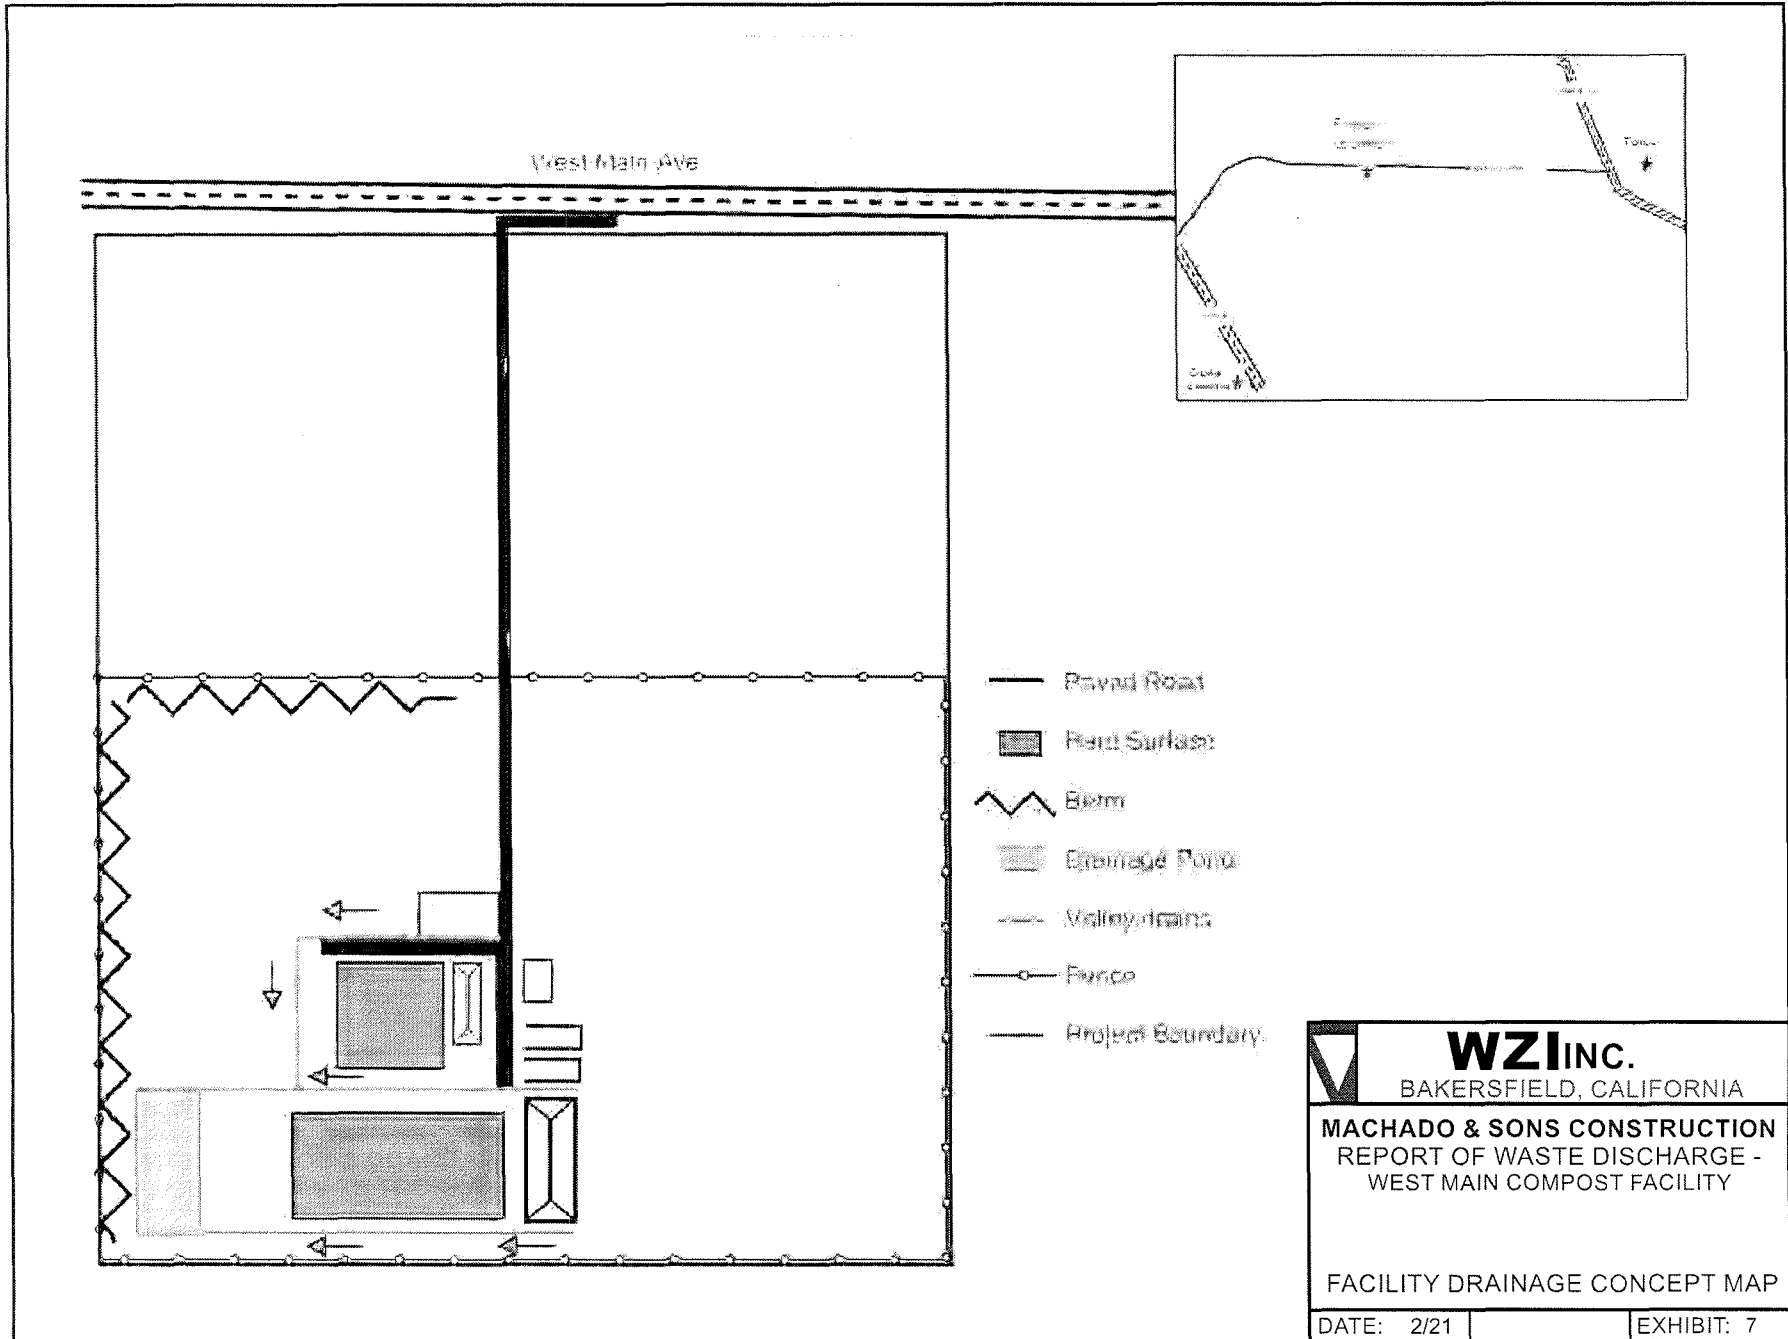 West Main Ave
Paved Road
Hard Surface
Berm
Drainage Pond
Valley drains
Fence
Project Boundary
WZI INC.
BAKERSFIELD, CALIFORNIA
MACHADO & SONS CONSTRUCTION
REPORT OF WASTE DISCHARGE -
WEST MAIN COMPOST FACILITY
FACILITY DRAINAGE CONCEPT MAP
DATE: 2/21
EXHIBIT: 7